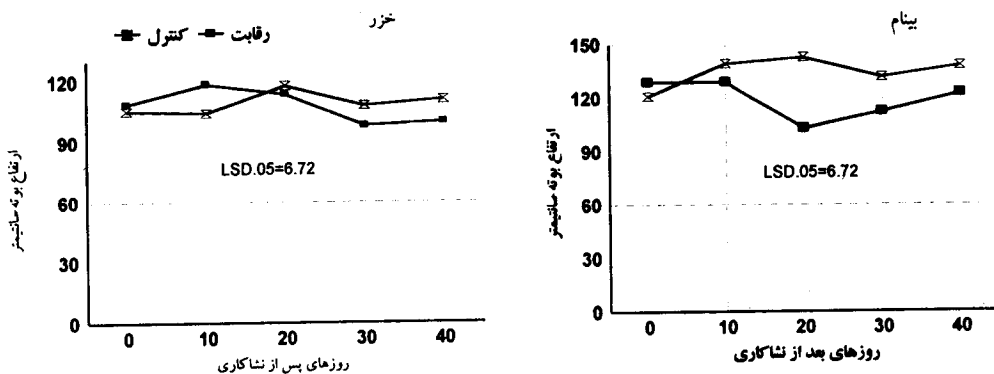 خزر
رقابت کنترل
120
90
60
30
0
LSD.05=6.72
0 10 20 30 40
ارتفاع بوته سانتیمتر
روزهای پس از نشاکاری
بینام
150
120
90
60
30
0
LSD.05=6.72
0 10 20 30 40
ارتفاع بوته سانتیمتر
روزهای بعد از نشاکاری